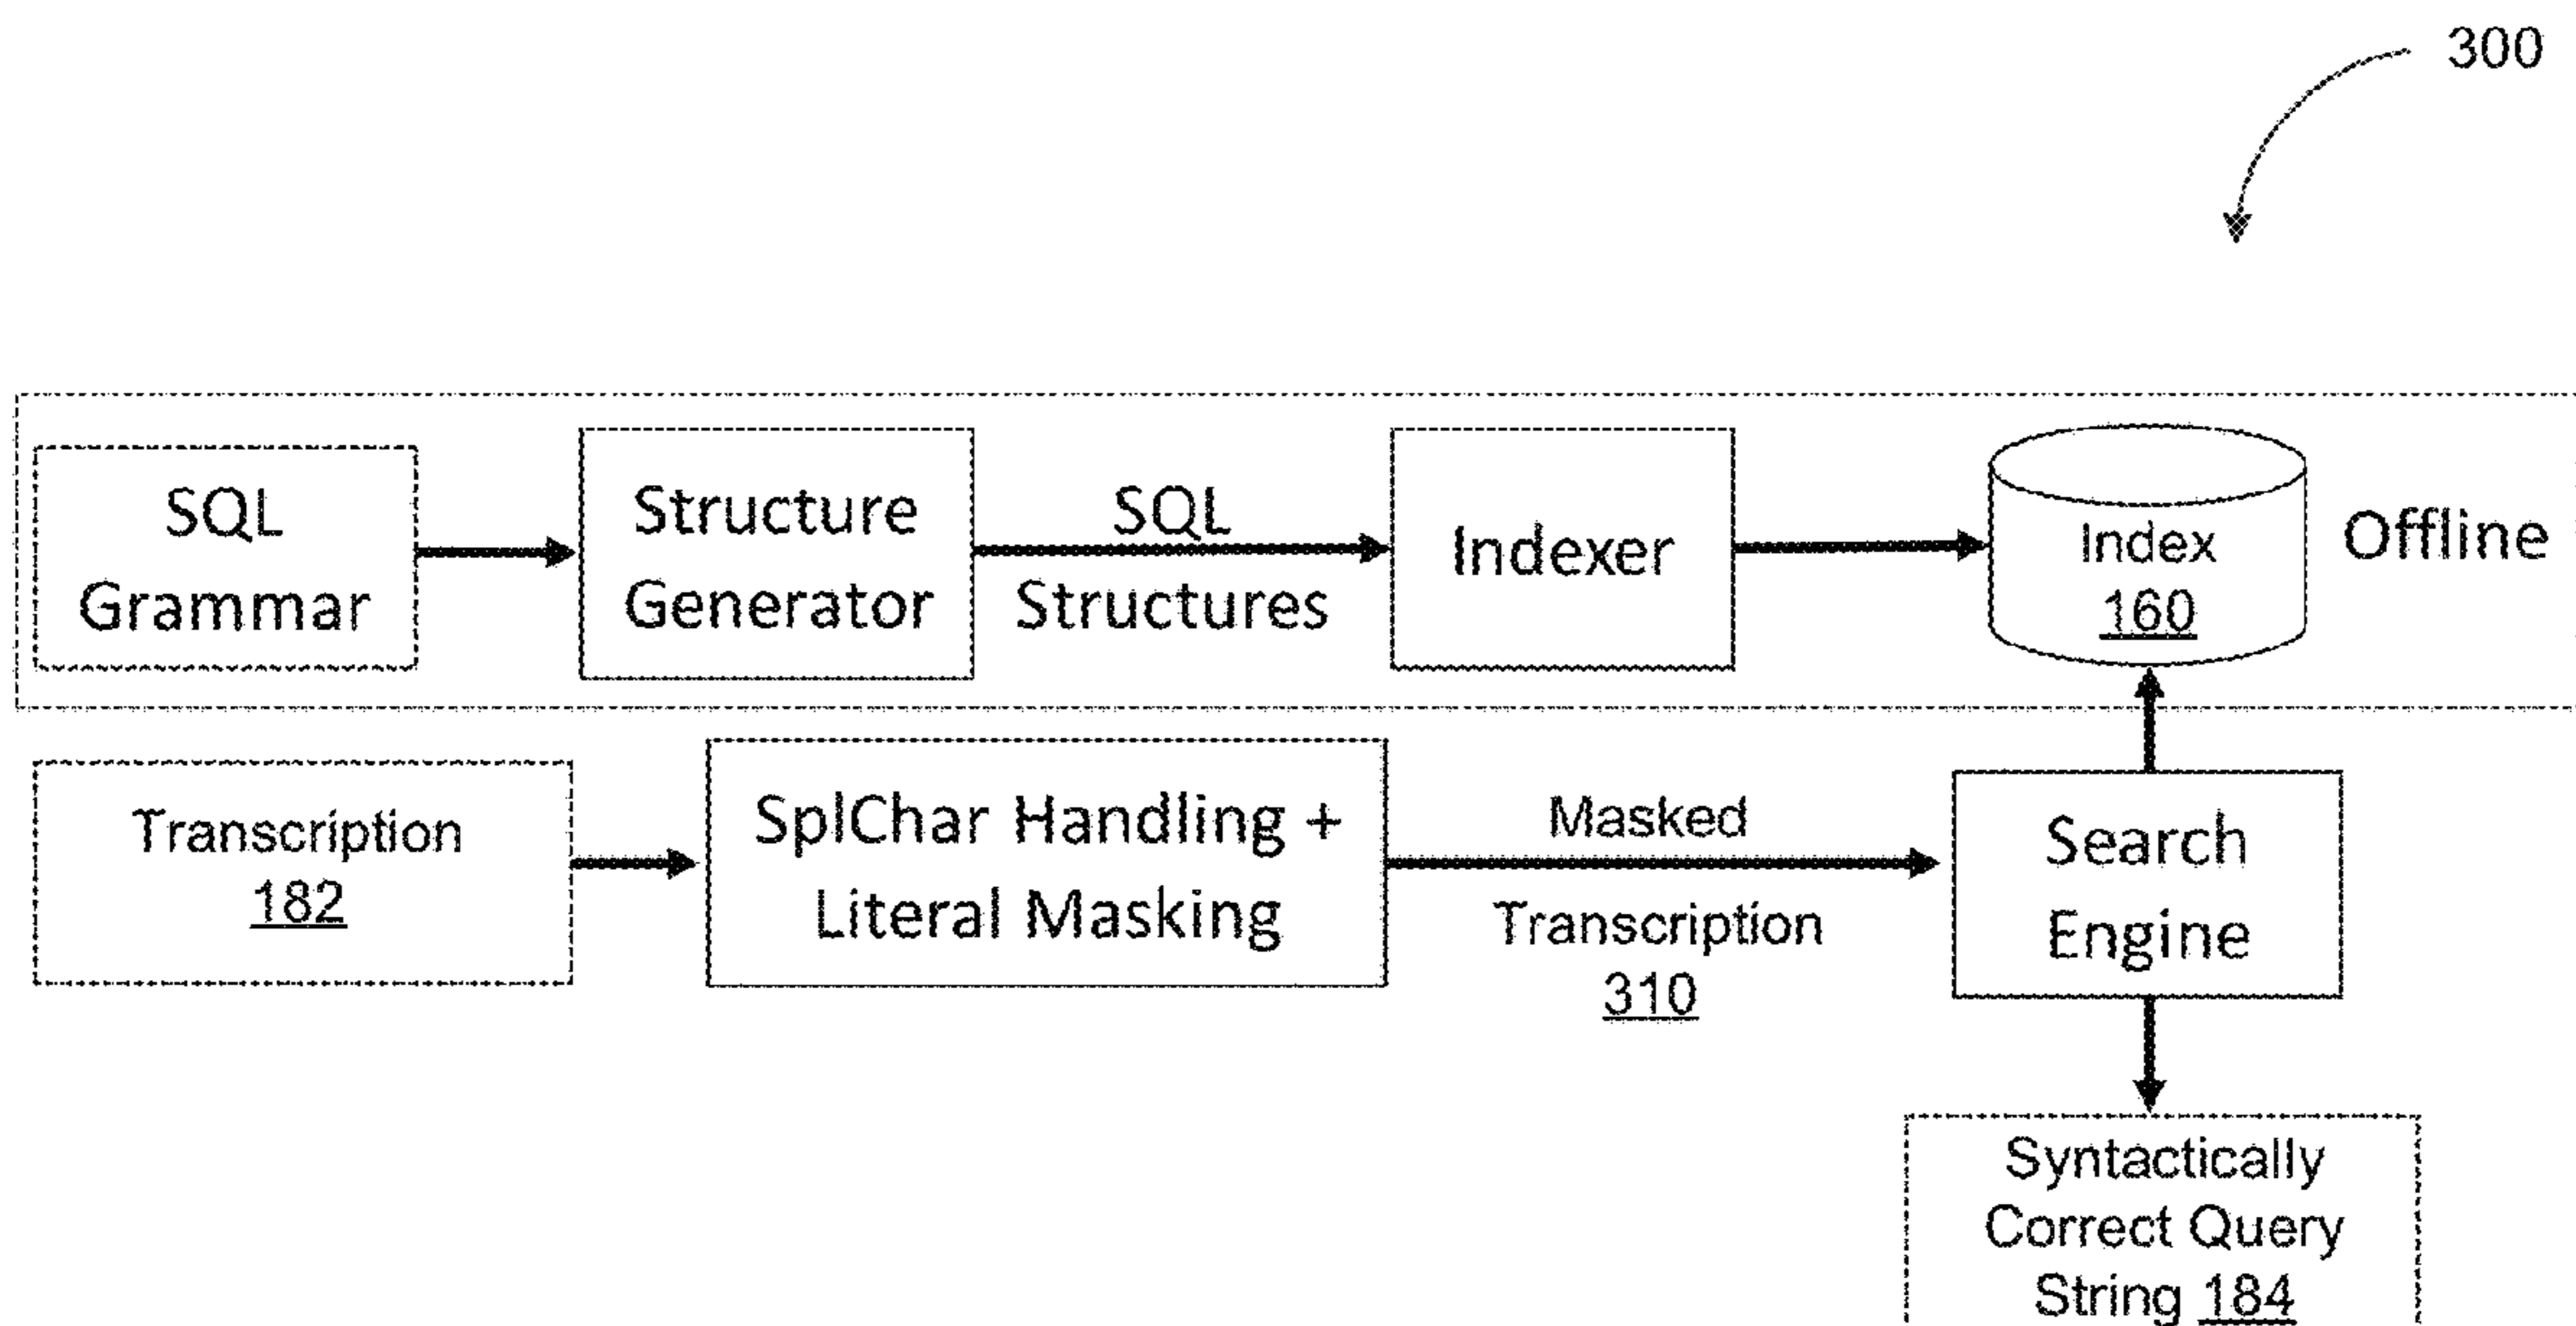 300
SQL
Grammar
Structure
Generator
SQL
Structures
Indexer
Index
160
Offline
Transcription
182
SplChar Handling +
Literal Masking
Masked
Transcription
310
Search
Engine
Syntactically
Correct Query
String 184